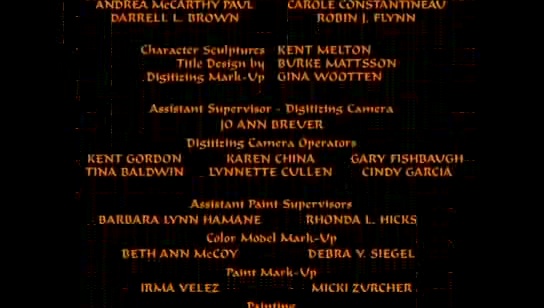 ANDREA McCARTHY PAUL CAROLE CONSTANTINEAU
DARRELL L. BROWN ROBIN J. FLYNN
Character Sculptures KENT MELTON
Title Design by BURKE MATTSSON
Digitizing Mark-Up GINA WOOTTEN
Assistant Supervisor - Digitizing Camera
JO ANN BREUER
Digitizing Camera Operators
KENT GORDON KAREN CHINA GARY FISHBAUGH
TINA BALDWIN LYNNETTE CULLEN CINDY GARCIA
Assistant Paint Supervisors
BARBARA LYNN HAMANE RHONDA L. HICKS
Color Model Mark-Up
BETH ANN McCOY DEBRA Y. SIEGEL
Paint Mark-Up
IRMA VELEZ MICKI ZURCHER
Painting